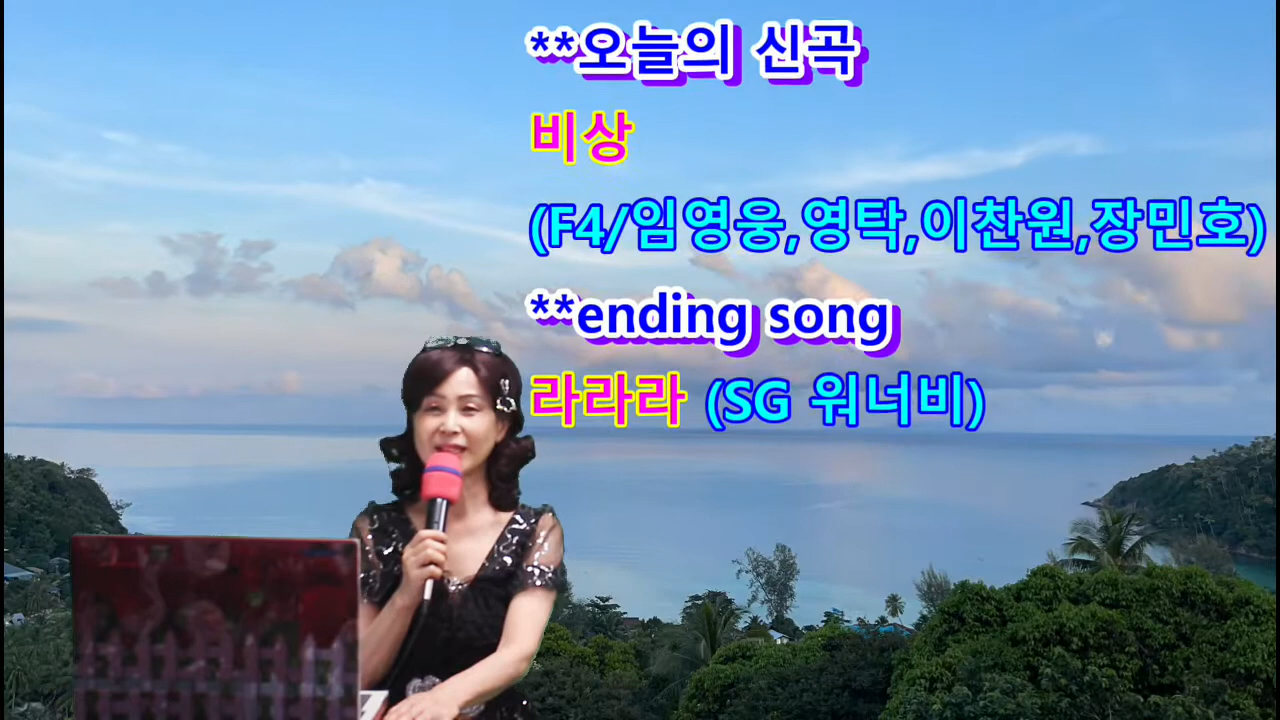 **오늘의 신곡
비상
(F4/임영웅,영탁,이찬원,장민호)
**ending song
라라라 (SG 워너비)